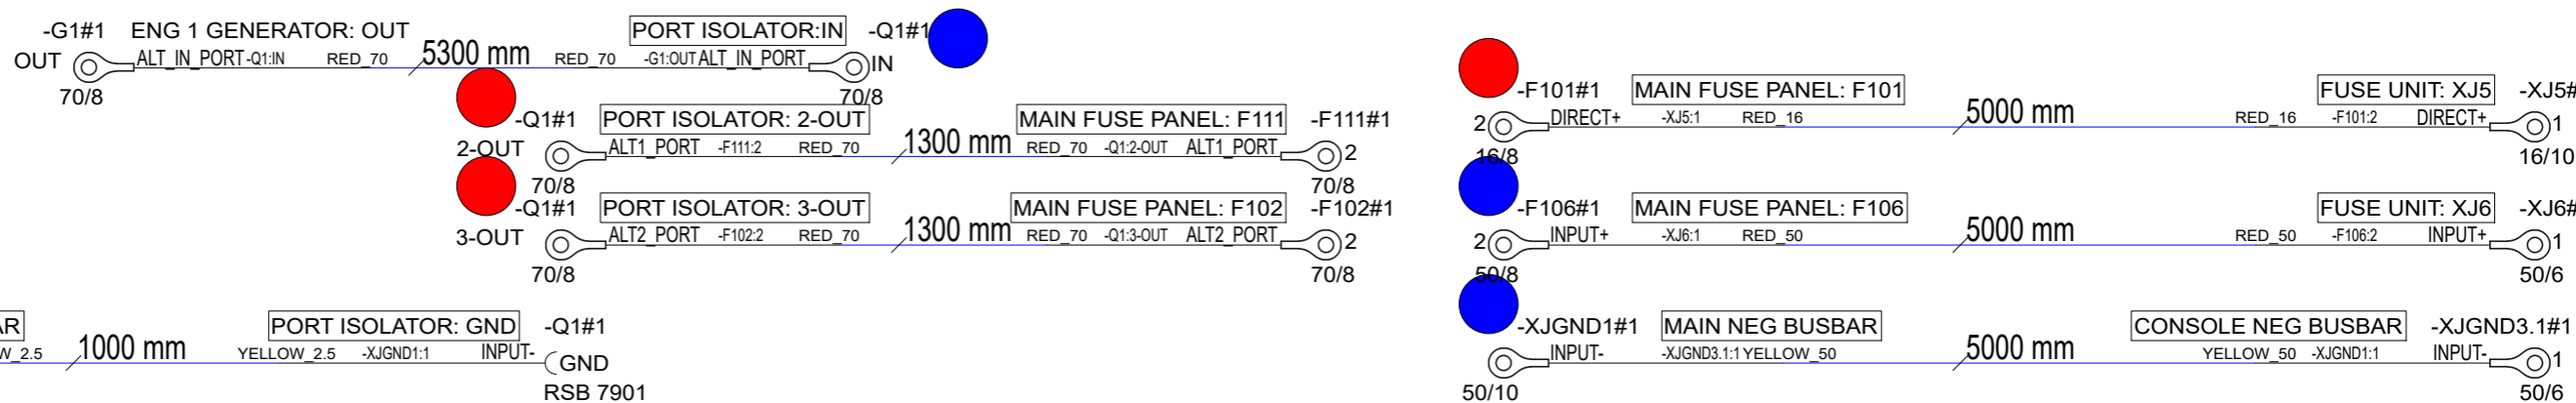 -G1#1 ENG 1 GENERATOR: OUT PORT ISOLATOR:IN -Q1#1
OUT ALT_IN_PORT -Q1:IN RED_70 5300 mm RED_70 -G1:OUT ALT_IN_PORT IN
70/8 70/8
-Q1#1 PORT ISOLATOR: 2-OUT MAIN FUSE PANEL: F111 -F111#1
2-OUT ALT1_PORT -F111:2 RED_70 1300 mm RED_70 -Q1:2-OUT ALT1_PORT 2
70/8 70/8
-Q1#1 PORT ISOLATOR: 3-OUT MAIN FUSE PANEL: F102 -F102#1
3-OUT ALT2_PORT -F102:2 RED_70 1300 mm RED_70 -Q1:3-OUT ALT2_PORT 2
70/8 70/8
AR PORT ISOLATOR: GND -Q1#1
W_2.5 1000 mm YELLOW_2.5 -XJGND1:1 INPUT- GND
RSB 7901
-F101#1 MAIN FUSE PANEL: F101 FUSE UNIT: XJ5 -XJ5#
2 DIRECT+ -XJ5:1 RED_16 5000 mm RED_16 -F101:2 DIRECT+ 1
16/8 16/10
-F106#1 MAIN FUSE PANEL: F106 FUSE UNIT: XJ6 -XJ6#
2 INPUT+ -XJ6:1 RED_50 5000 mm RED_50 -F106:2 INPUT+ 1
50/8 50/6
-XJGND1#1 MAIN NEG BUSBAR CONSOLE NEG BUSBAR -XJGND3.1#1
INPUT- -XJGND3.1:1 YELLOW_50 5000 mm YELLOW_50 -XJGND1:1 INPUT- 1
50/10 50/6